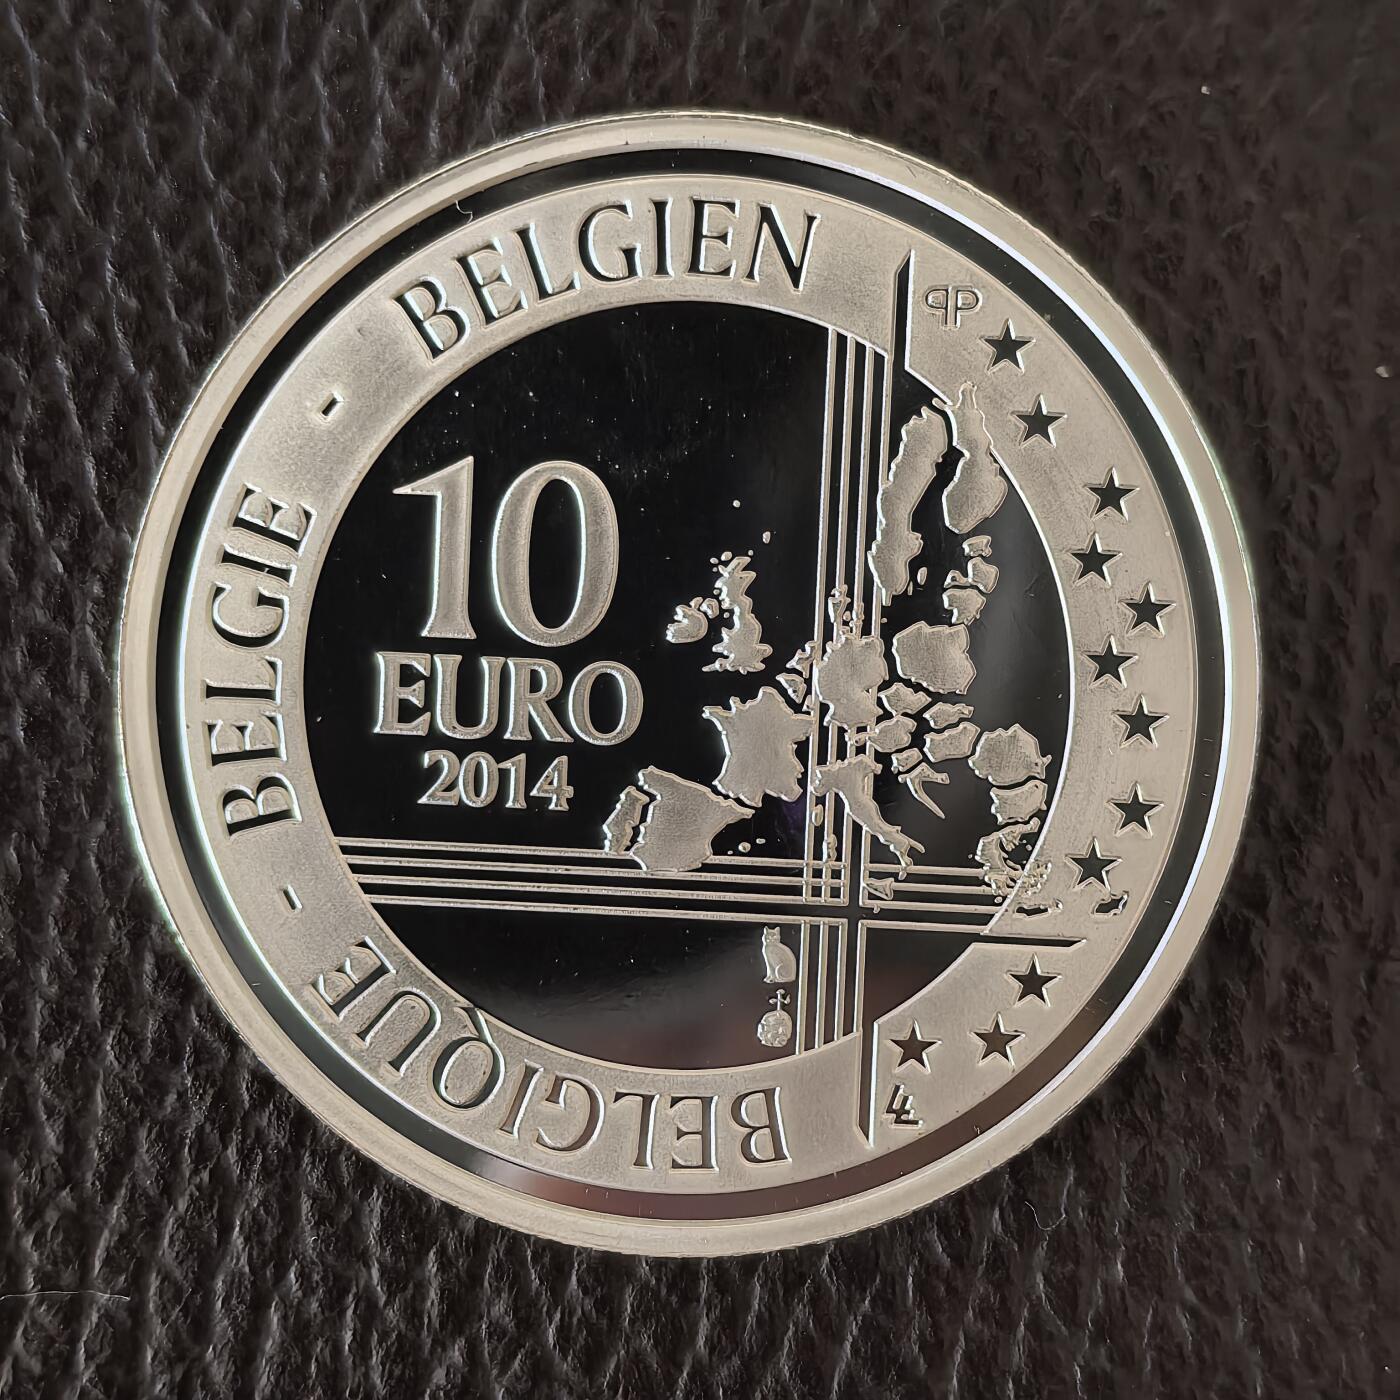 BELGIE - BELGIEN
BELGIQUE -
10
EURO
2014